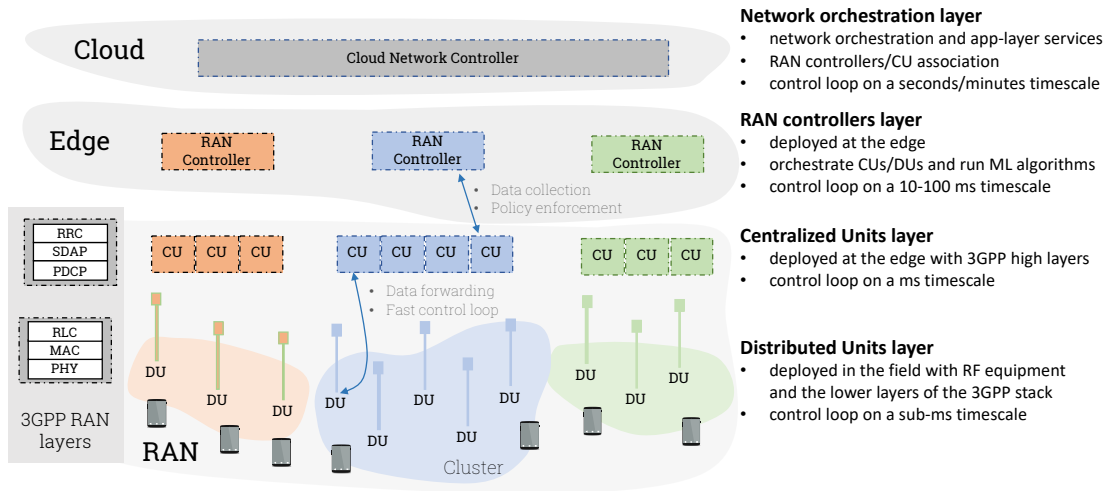 Cloud
Cloud Network Controller
Network orchestration layer
• network orchestration and app-layer services
• RAN controllers/CU association
• control loop on a seconds/minutes timescale
Edge
RAN
Controller
RAN
Controller
RAN
Controller
• Data collection
• Policy enforcement
RAN controllers layer
• deployed at the edge
• orchestrate CUs/DUs and run ML algorithms
• control loop on a 10-100 ms timescale
RRC
SDAP
PDCP
CU CU CU
CU CU CU CU
CU CU CU
• Data forwarding
• Fast control loop
Centralized Units layer
• deployed at the edge with 3GPP high layers
• control loop on a ms timescale
RLC
MAC
PHY
3GPP RAN
layers
DU
DU
DU
DU
DU
DU
DU
DU
DU
DU
DU
RAN
Cluster
Distributed Units layer
• deployed in the field with RF equipment
and the lower layers of the 3GPP stack
• control loop on a sub-ms timescale